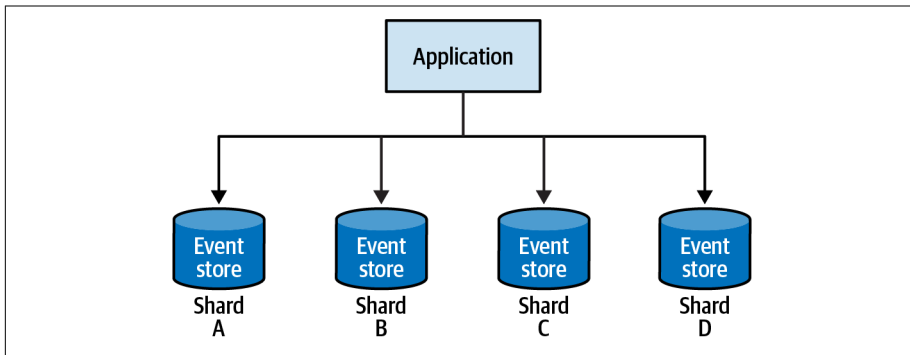 Application
Event
store
Event
store
Event
store
Event
store
Shard
A
Shard
B
Shard
C
Shard
D